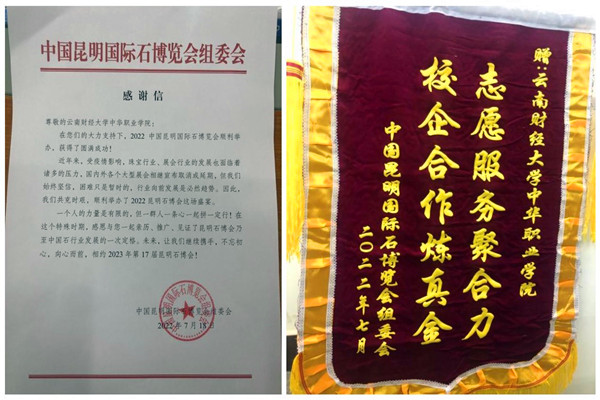 中国昆明国际石博览会组委会
感谢信
尊敬的云南财经大学中华职业学院：
在您们的大力支持下，2022 中国昆明国际石博览会顺利举
办，获得了圆满成功！
近年来，受疫情影响，珠宝行业、展会行业的发展也面临着
诸多的压力，国内外各个大型展会相继宣布取消或延期，但我们
始终坚信，困难只是暂时的，行业向前发展是必然趋势，因此，
我们共克时艰，顺利举办了 2022 昆明石博会这场盛宴。
一个人的力量是有限的，但一群人一条心一起拼一定行！在
这个特殊时期，感恩与您一起垂历、推广、见证了昆明石博会乃
至中国石行业发展的一次定格，未来，让我们继续携手，不忘初
心，向心而前，相约 2023 年第 17 届昆明石博会！
中国昆明国际石博览会组委会
2022 年 7 月 18 日
赠：云南财经大学中华职业学院
志愿服务聚合力
校企合作炼真金
中国昆明国际石博览会组委会
二〇二二年七月